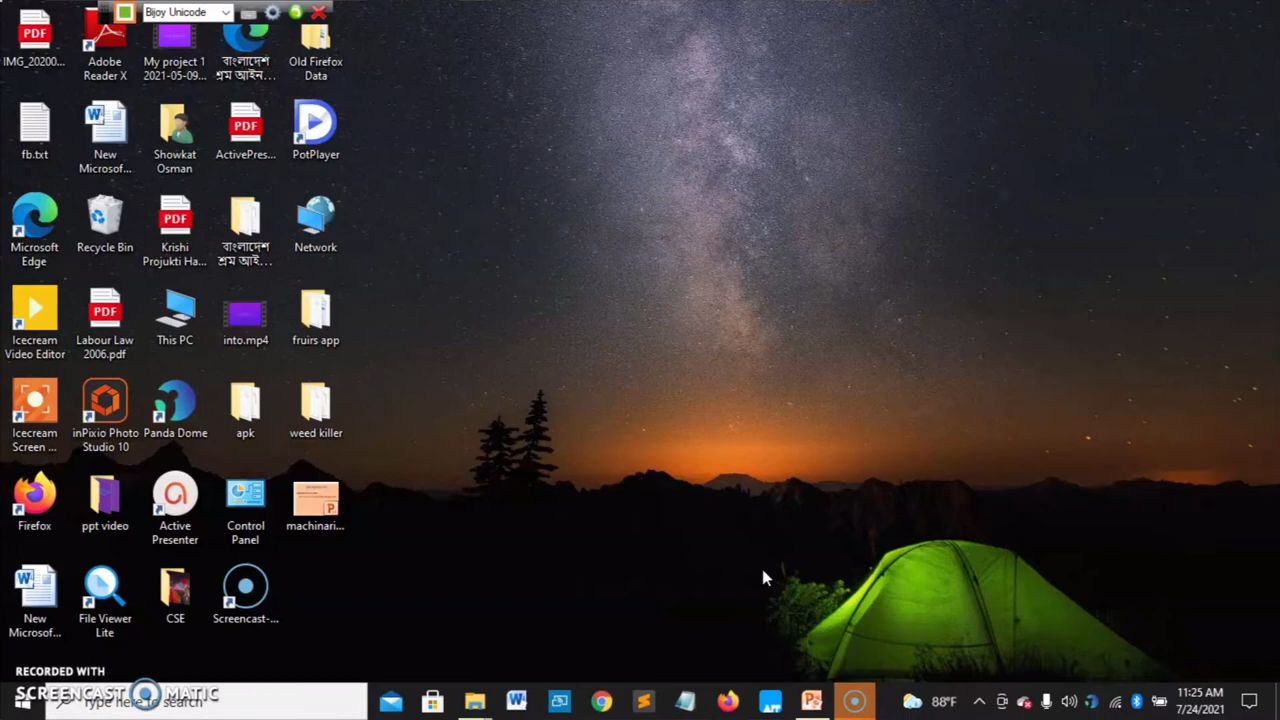 Bijoy Unicode
IMG_20200...
Adobe
Reader X
My project 1
2021-05-09...
বাংলাদেশ
শ্রম আইন...
Old Firefox
Data
fb.txt
New
Microsof...
Showkat
Osman
ActivePres...
PotPlayer
Microsoft
Edge
Recycle Bin
Krishi
Projukti Ha...
বাংলাদেশ
শ্রম আই...
Network
Icecream
Video Editor
Labour Law
2006.pdf
This PC
into.mp4
fruirs app
Icecream
Screen ...
inPixio Photo
Studio 10
Panda Dome
apk
weed killer
Firefox
ppt video
Active
Presenter
Control
Panel
machinari...
New
Microsof...
File Viewer
Lite
CSE
Screencast-...
RECORDED WITH
SCREENCAST MATIC
Type here to search
88°F
11:25 AM
7/24/2021
PDF
PDF
PDF
PDF